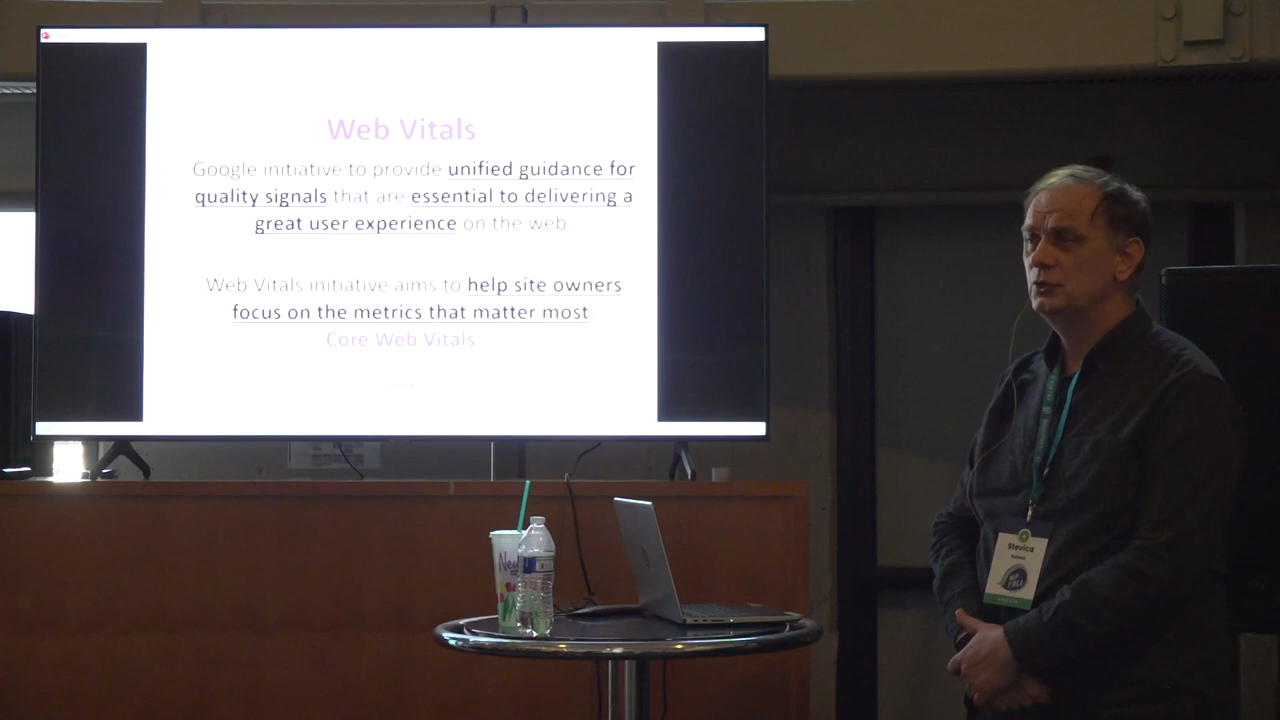 Web Vitals
Google initiative to provide unified guidance for
quality signals that are essential to delivering a
great user experience on the web
Web Vitals initiative aims to help site owners
focus on the metrics that matter most
Core Web Vitals
New
Stevica